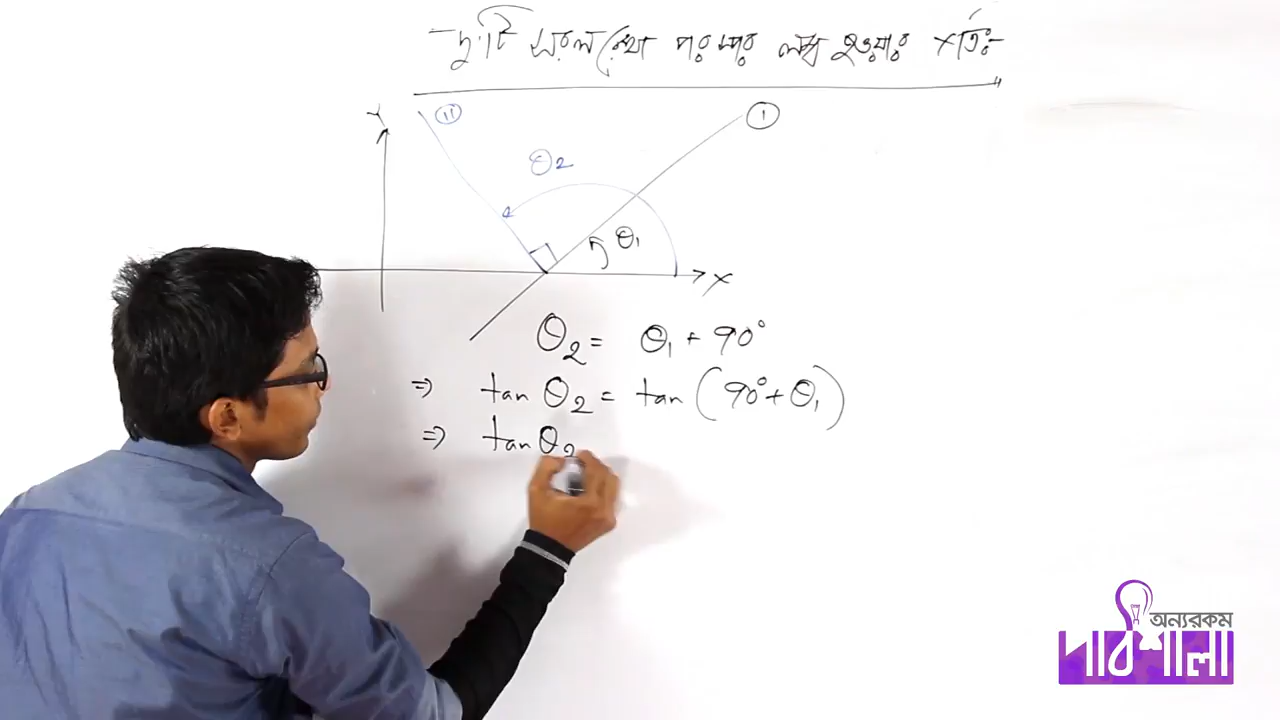 দুটি সরলরেখা পরস্পর লম্ব হওয়ার শর্তঃ-
Y
(ii)
(1)
θ2
θ1
X
θ2 = θ1 + 90°
⇒ tan θ2 = tan (90° + θ1)
⇒ tan θ2
অন্যরকম
পাঠশালা